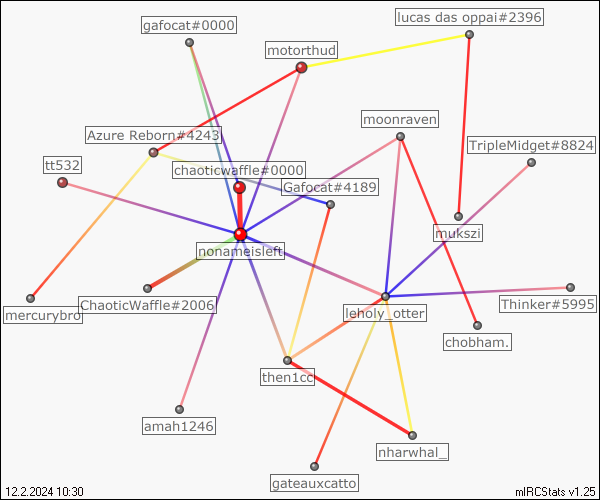 lucas das oppai#2396
gafocat#0000
motorthud
moonraven
Azure Reborn#4243
TripleMidget#8824
tt532
chaoticwaffle#0000
Gafocat#4189
mukszi
nonameisleft
ChaoticWaffle#2006
Thinker#5995
mercurybro
leholy_otter
chobham.
then1cc
amah1246
nharwhal_
gateauxcatto
12.2.2024 10:30
mIRCStats v1.25